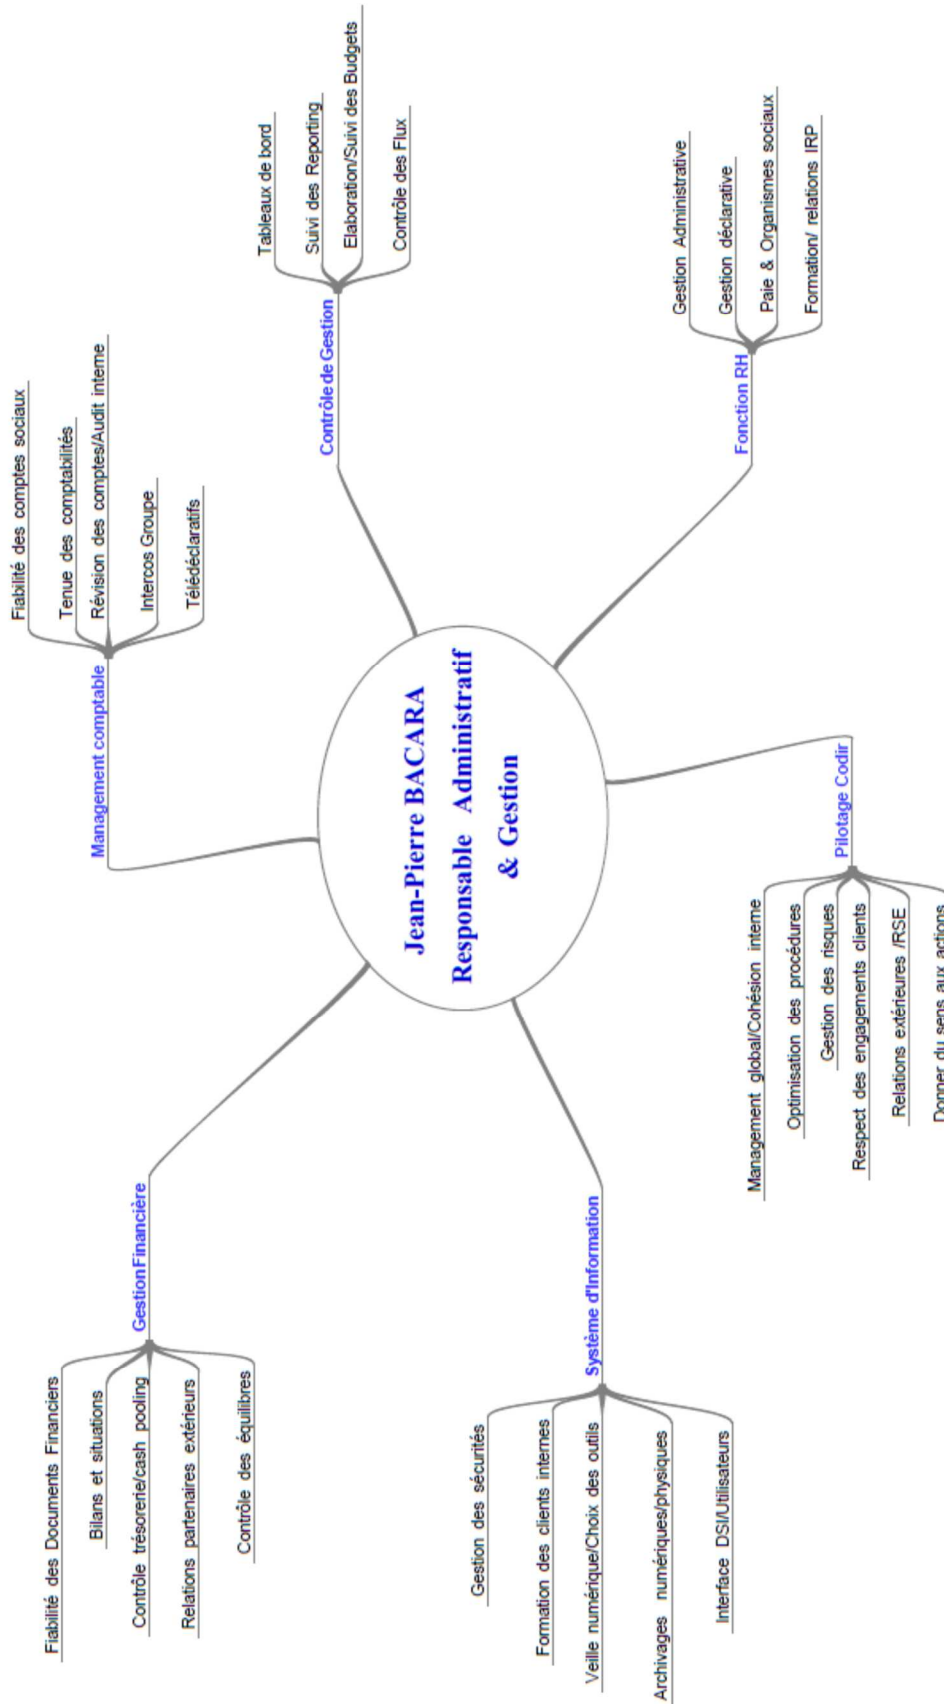 Jean-Pierre BACARA
Responsable Administratif
& Gestion
Management comptable
Fiabilité des comptes sociaux
Tenue des comptabilités
Révision des comptes/Audit interne
Intercos Groupe
Télédéclaratifs
Contrôle de Gestion
Tableaux de bord
Suivi des Reporting
Elaboration/Suivi des Budgets
Contrôle des Flux
Fonction RH
Gestion Administrative
Gestion déclarative
Paie & Organismes sociaux
Formation/ relations IRP
Pilotage Codir
Management global/Cohésion interne
Optimisation des procédures
Gestion des risques
Respect des engagements clients
Relations extérieures /RSE
Donner du sens aux actions
Système d'Information
Gestion des sécurités
Formation des clients internes
Veille numérique/Choix des outils
Archivages numériques/physiques
Interface DSI/Utilisateurs
Gestion Financière
Fiabilité des Documents Financiers
Bilans et situations
Contrôle trésorerie/cash pooling
Relations partenaires extérieurs
Contrôle des équilibres